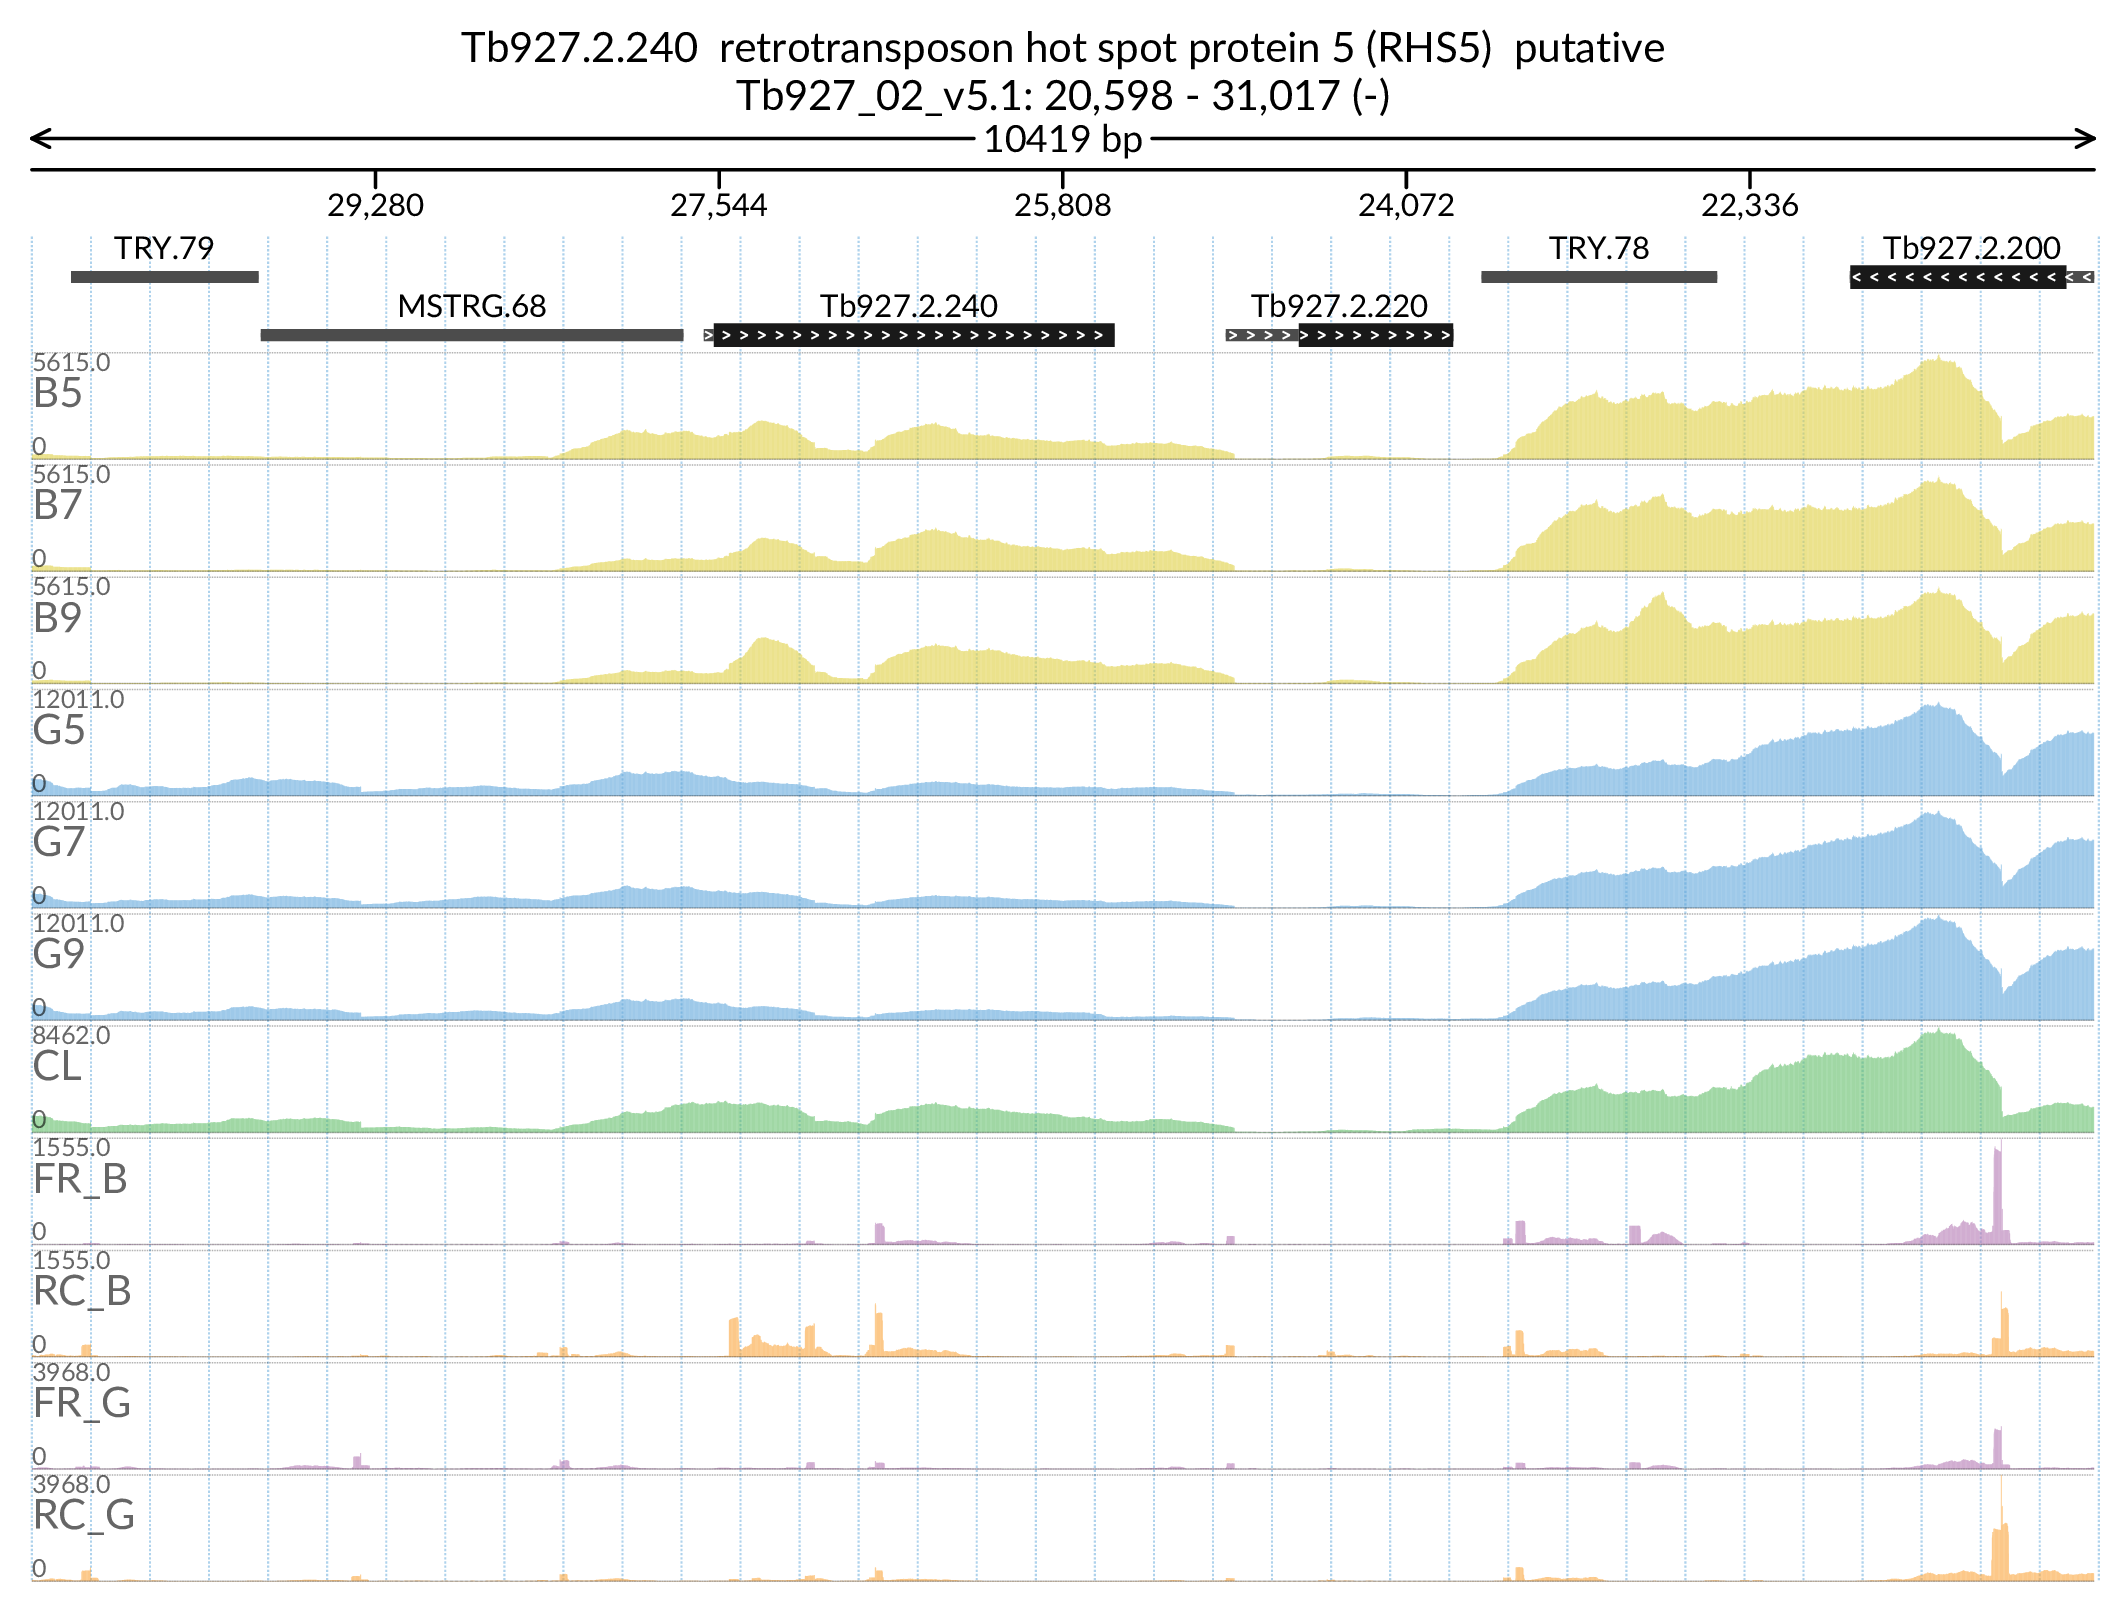 Tb927.2.240 retrotransposon hot spot protein 5 (RHS5) putative
Tb927_02_v5.1: 20,598 - 31,017 (-)
10419 bp
29,280 27,544 25,808 24,072 22,336
TRY.79 TRY.78 Tb927.2.200
MSTRG.68 Tb927.2.240 Tb927.2.220
5615.0
B5
0
5615.0
B7
0
5615.0
B9
0
12011.0
G5
0
12011.0
G7
0
12011.0
G9
0
8462.0
CL
0
1555.0
FR_B
0
1555.0
RC_B
0
3968.0
FR_G
0
3968.0
RC_G
0